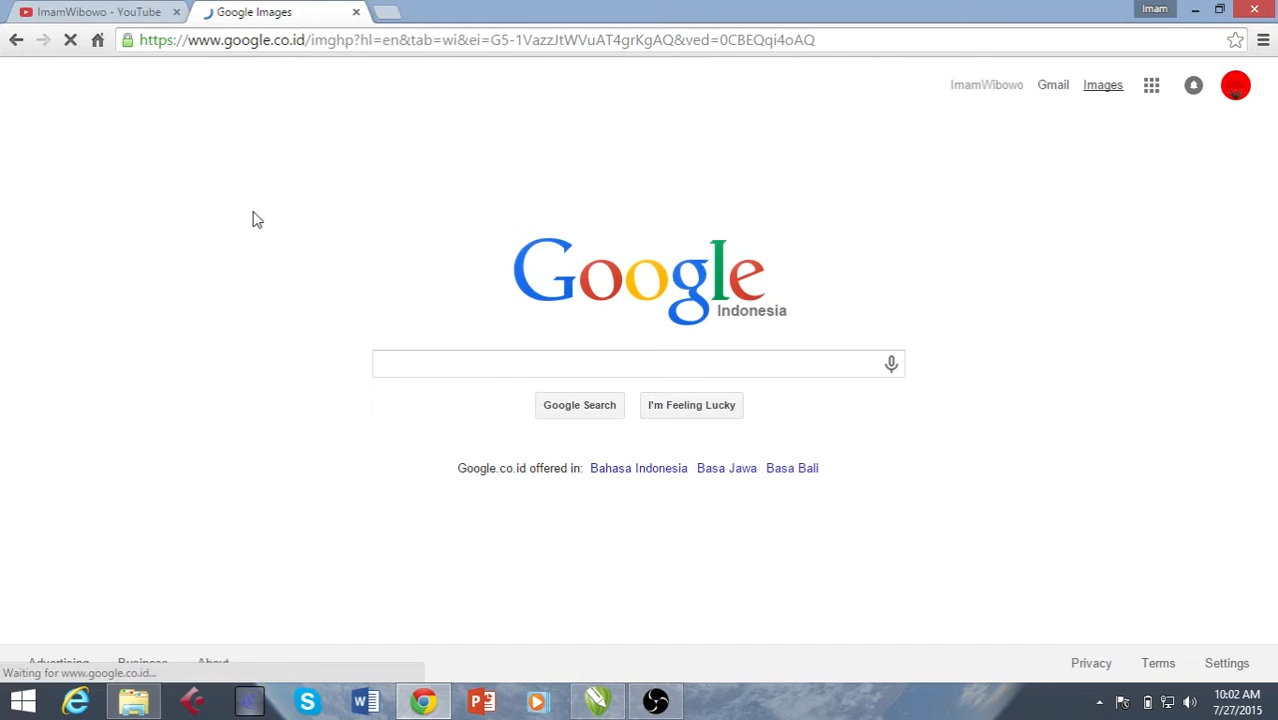 ImamWibowo - YouTube
Google Images
Imam
https://www.google.co.id/imghp?hl=en&tab=wi&ei=G5-1VazzJtWVuAT4grKgAQ&ved=0CBEQqi4oAQ
ImamWibowo Gmail Images
Google
Indonesia
Google Search
I'm Feeling Lucky
Google.co.id offered in: Bahasa Indonesia Basa Jawa Basa Bali
Advertising Business About
Privacy Terms Settings
Waiting for www.google.co.id...
10:02 AM
7/27/2015